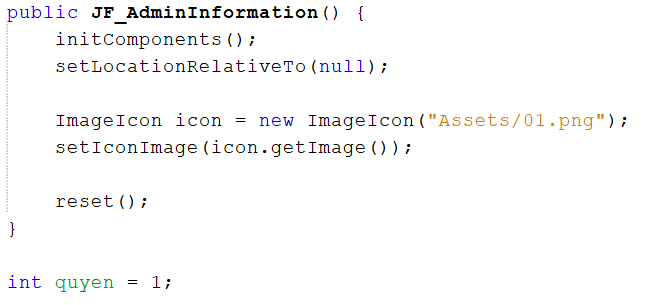 public JF_AdminInformation() {
    initComponents();
    setLocationRelativeTo(null);
    ImageIcon icon = new ImageIcon("Assets/01.png");
    setIconImage(icon.getImage());
    reset();
}
int quyen = 1;